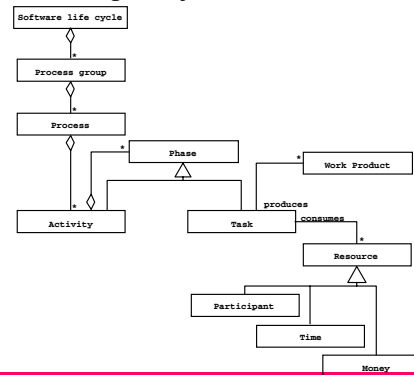 Software life cycle
*
Process group
*
Process
*
Phase
*
Work Product
*
Activity
Task
produces
consumes
*
Resource
Participant
Time
Money